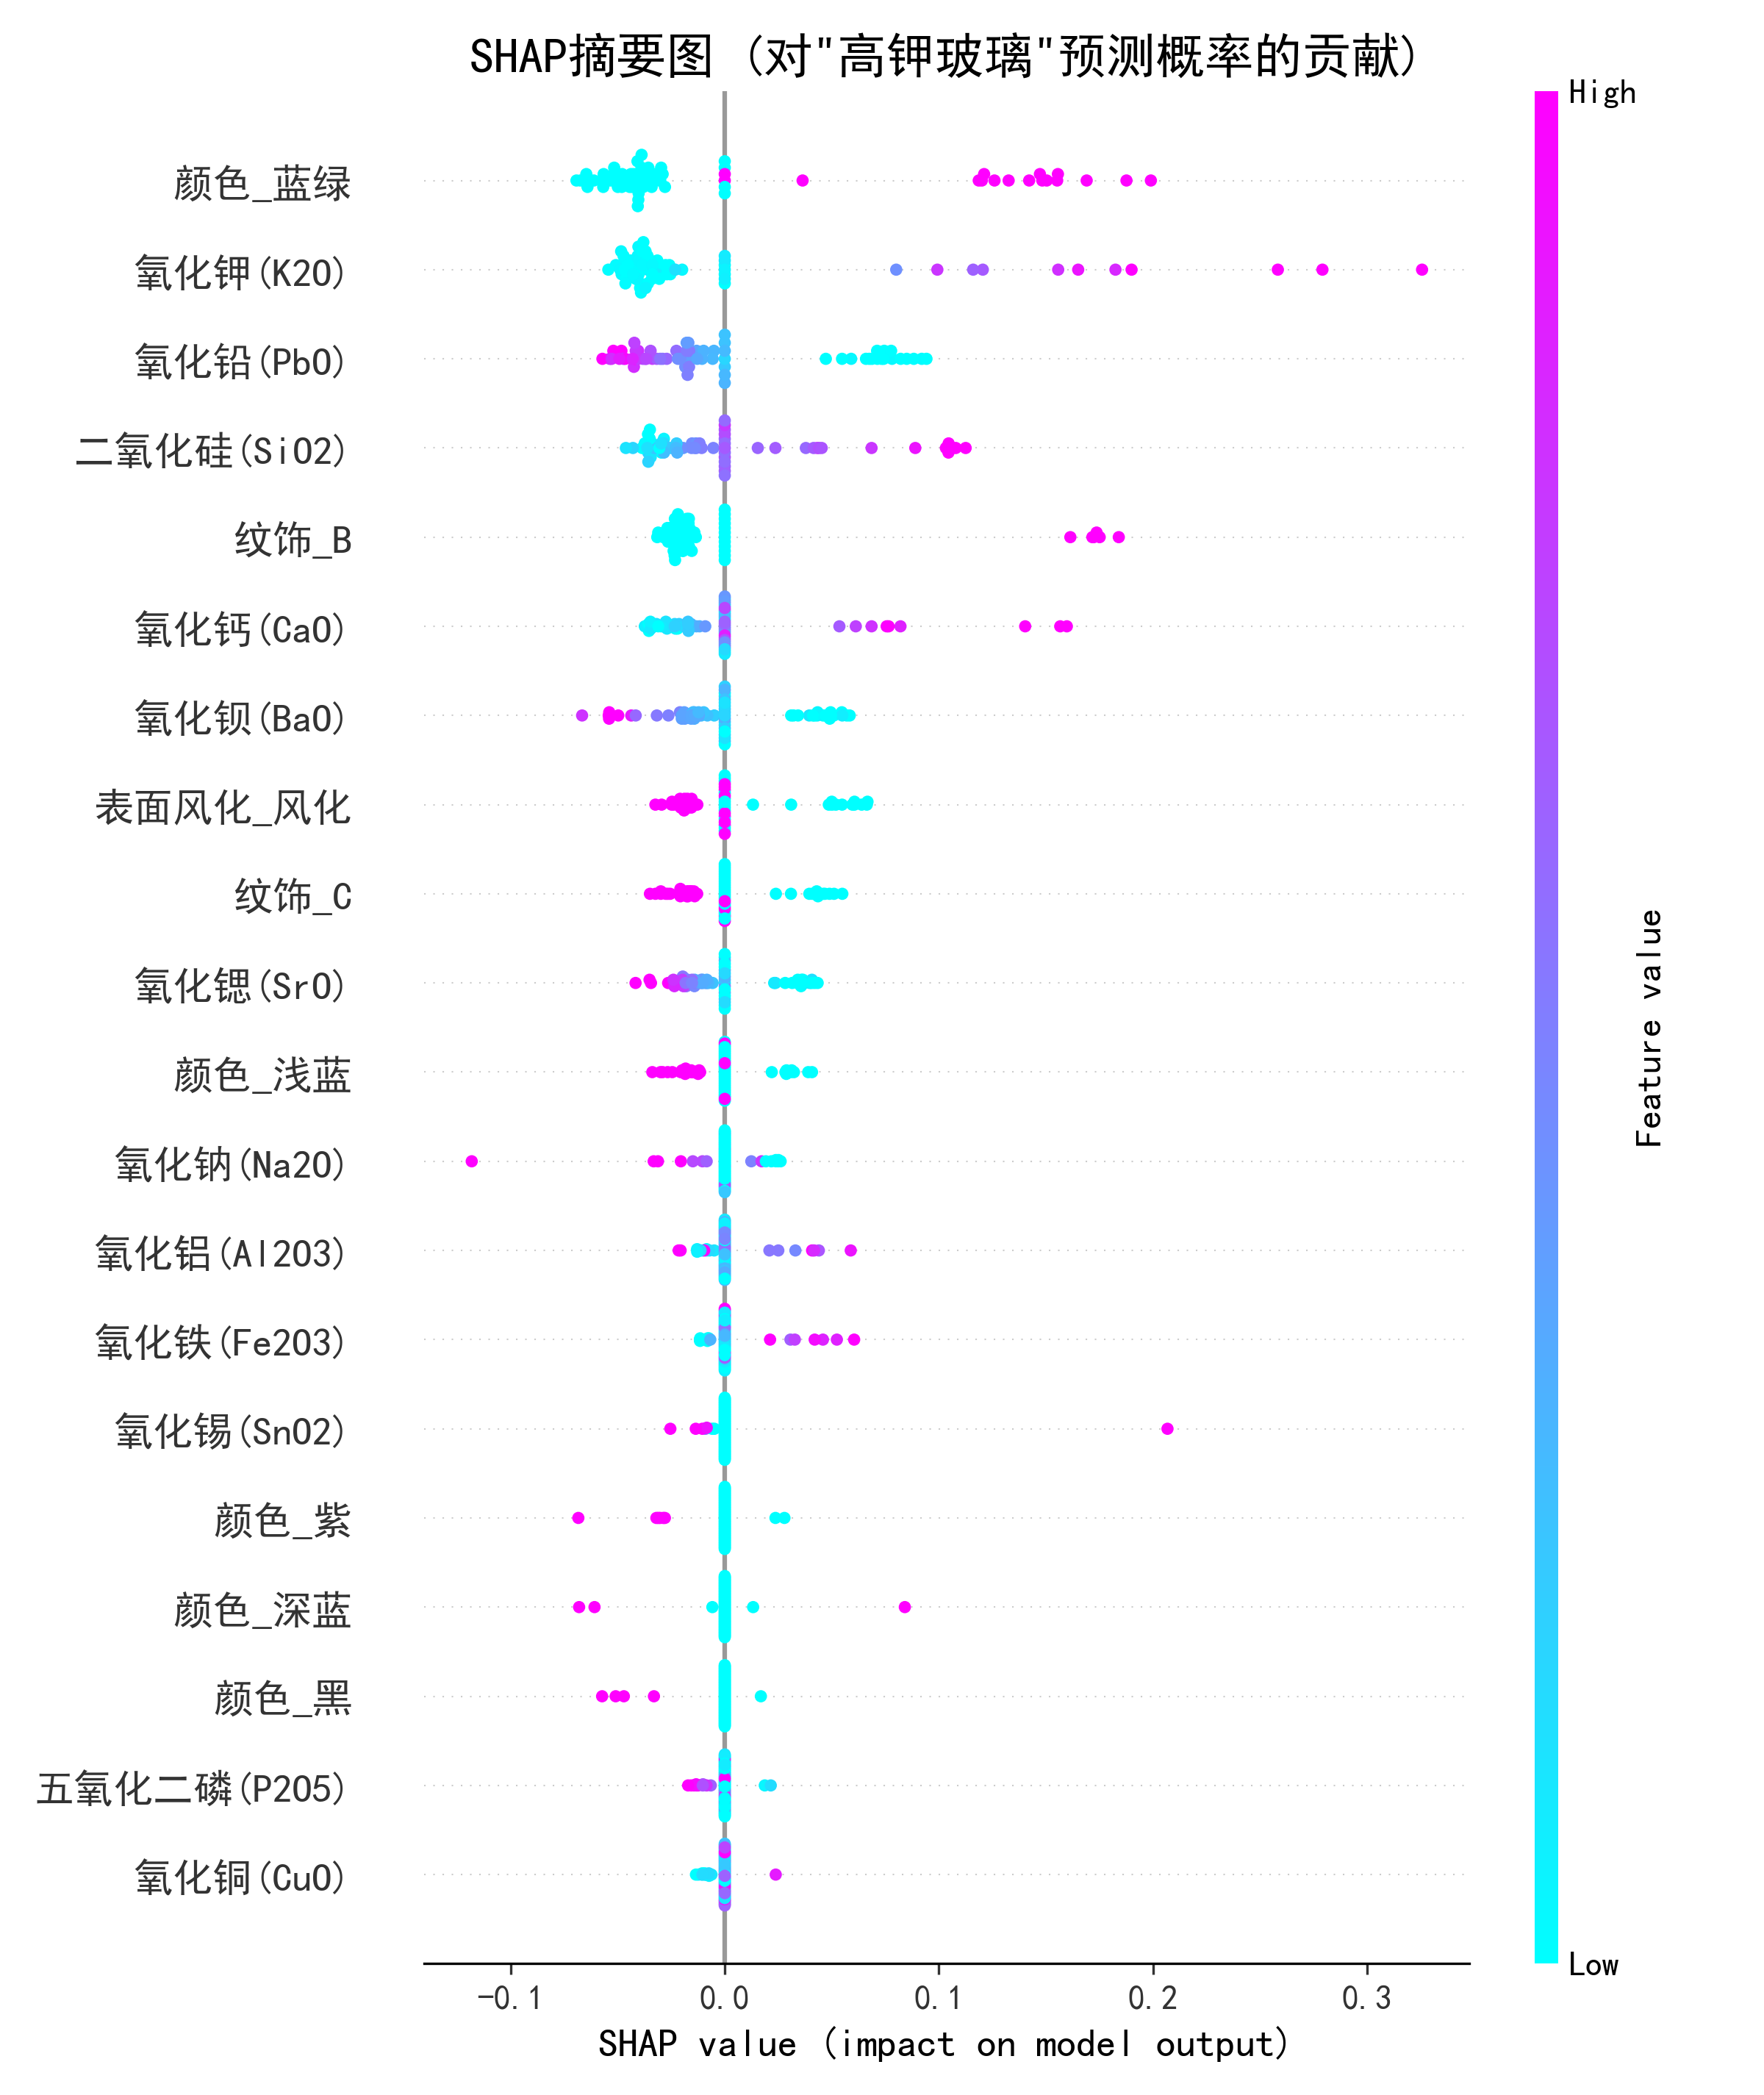 SHAP摘要图 (对"高钾玻璃"预测概率的贡献)
High
颜色_蓝绿
氧化钾(K2O)
氧化铅(PbO)
二氧化硅(SiO2)
纹饰_B
氧化钙(CaO)
氧化钡(BaO)
表面风化_风化
纹饰_C
氧化锶(SrO)
颜色_浅蓝
氧化钠(Na2O)
氧化铝(Al2O3)
氧化铁(Fe2O3)
氧化锡(SnO2)
颜色_紫
颜色_深蓝
颜色_黑
五氧化二磷(P2O5)
氧化铜(CuO)
Feature value
Low
-0.1 0.0 0.1 0.2 0.3
SHAP value (impact on model output)